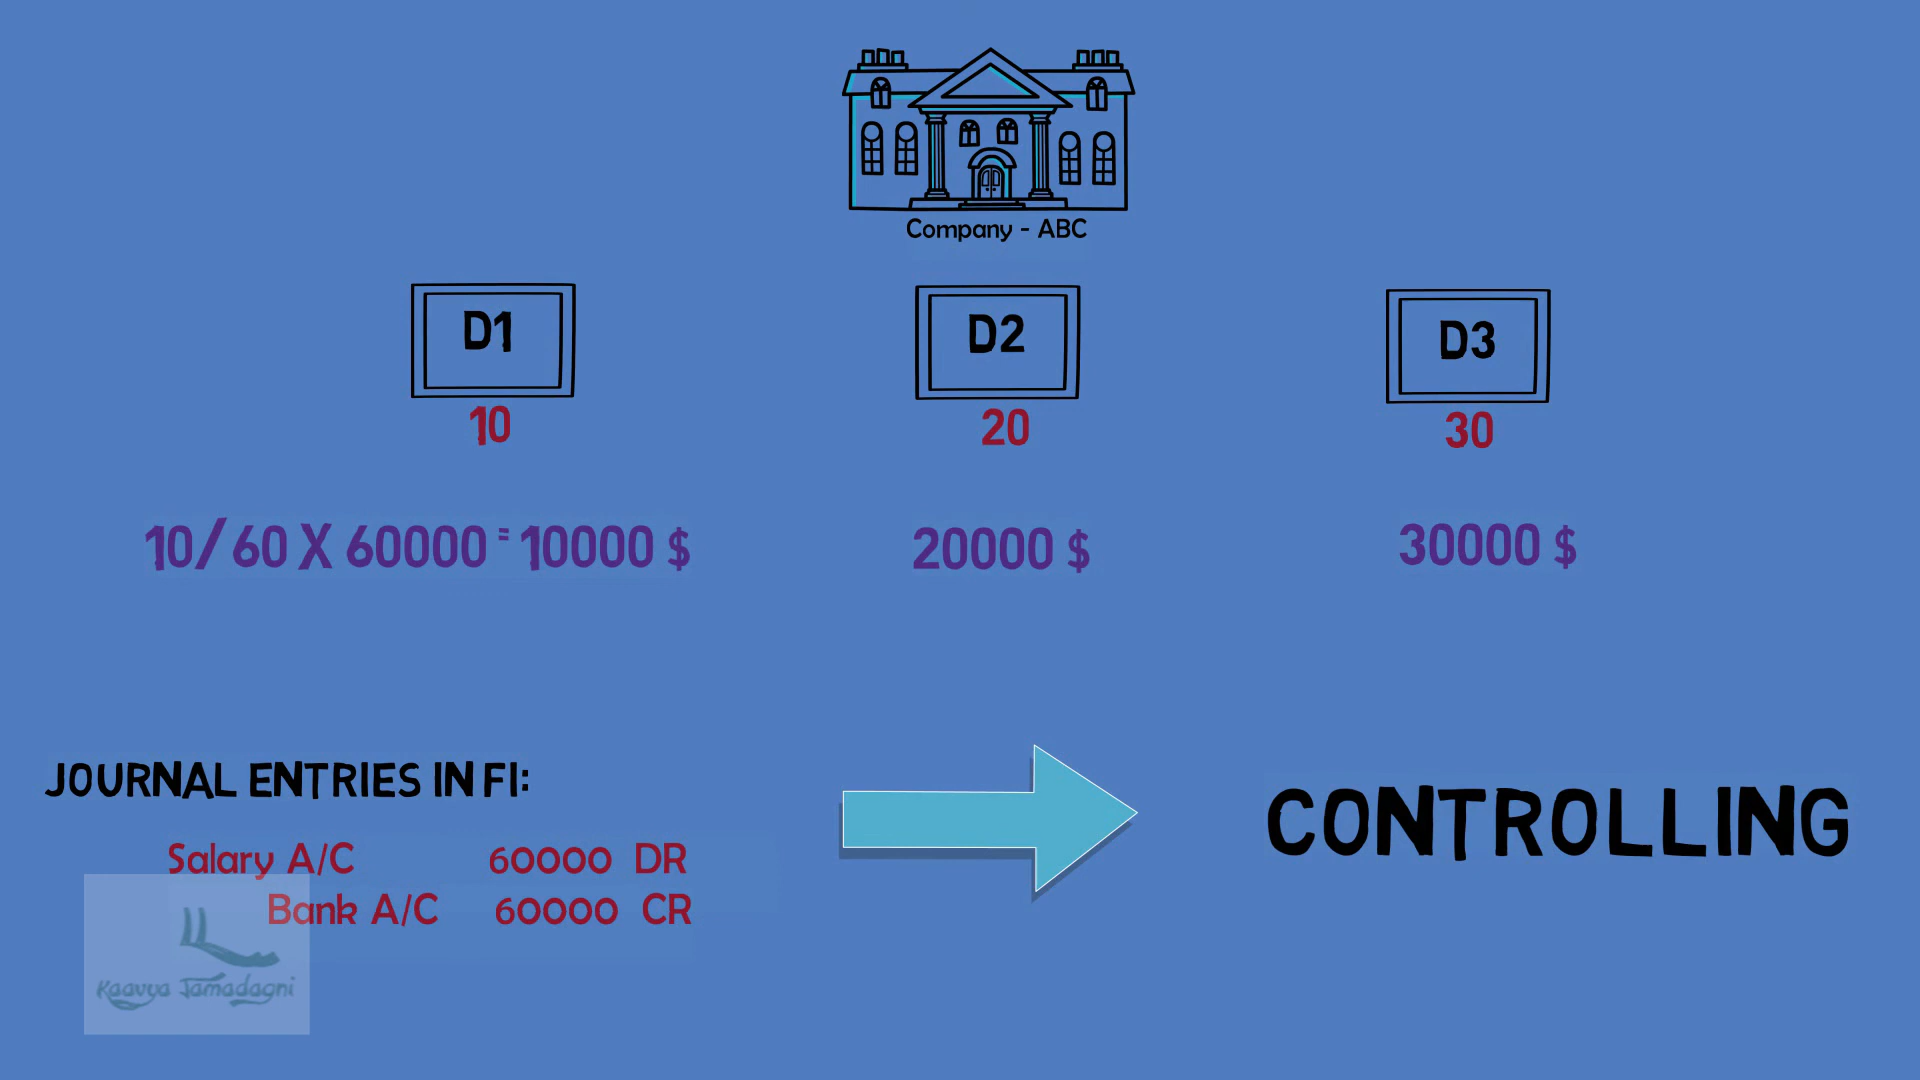 Company - ABC
D1
D2
D3
10
20
30
10/60 X 60000 = 10000 $
20000 $
30000 $
JOURNAL ENTRIES IN FI:
Salary A/C 60000 DR
Bank A/C 60000 CR
CONTROLLING
Kaavya Jamadagni